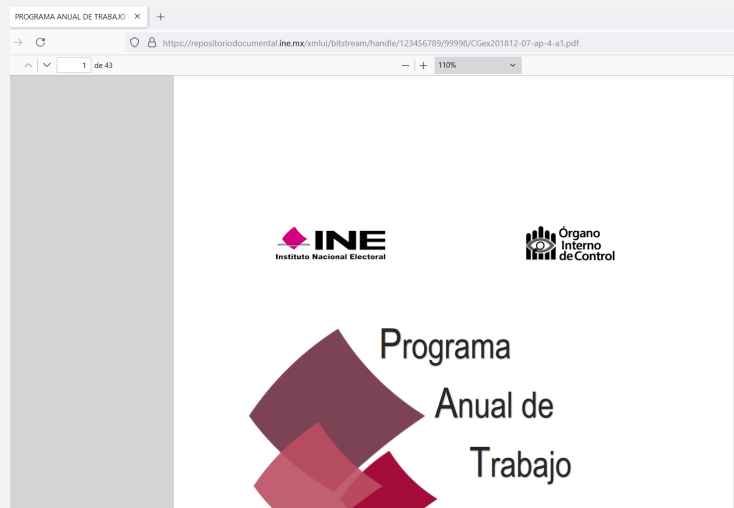 PROGRAMA ANUAL DE TRABAJO
https://repositoriodocumental.ine.mx/xmlui/bitstream/handle/123456789/99998/CGex201812-07-ap-4-a1.pdf
1 de 43
110%
INE
Instituto Nacional Electoral
Órgano
Interno
de Control
Programa
Anual de
Trabajo